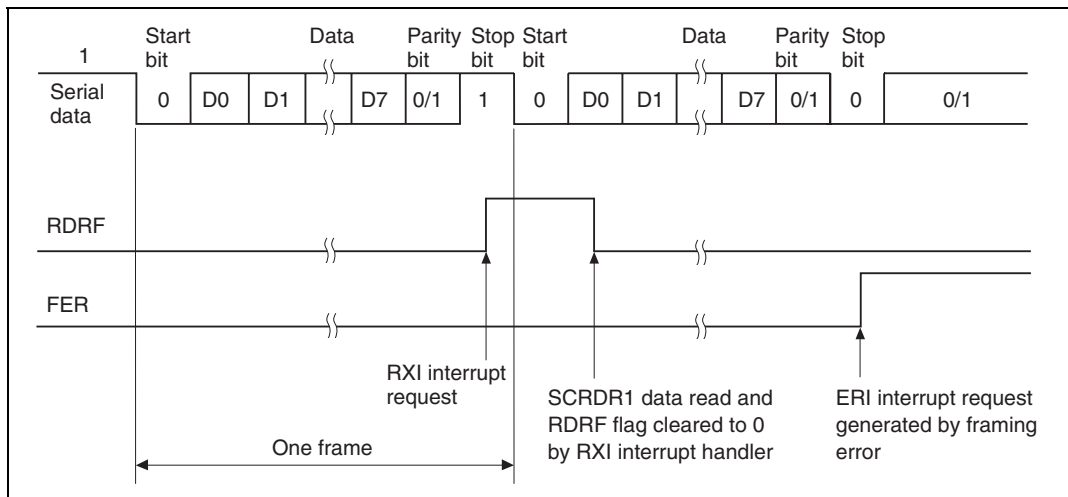 Start Data Parity Stop Start Data Parity Stop
1 bit bit bit bit bit bit
Serial data 0 D0 D1 D7 0/1 1 0 D0 D1 D7 0/1 0 0/1
RDRF
FER
RXI interrupt
request
SCRDR1 data read and
RDRF flag cleared to 0
by RXI interrupt handler
ERI interrupt request
generated by framing
error
One frame